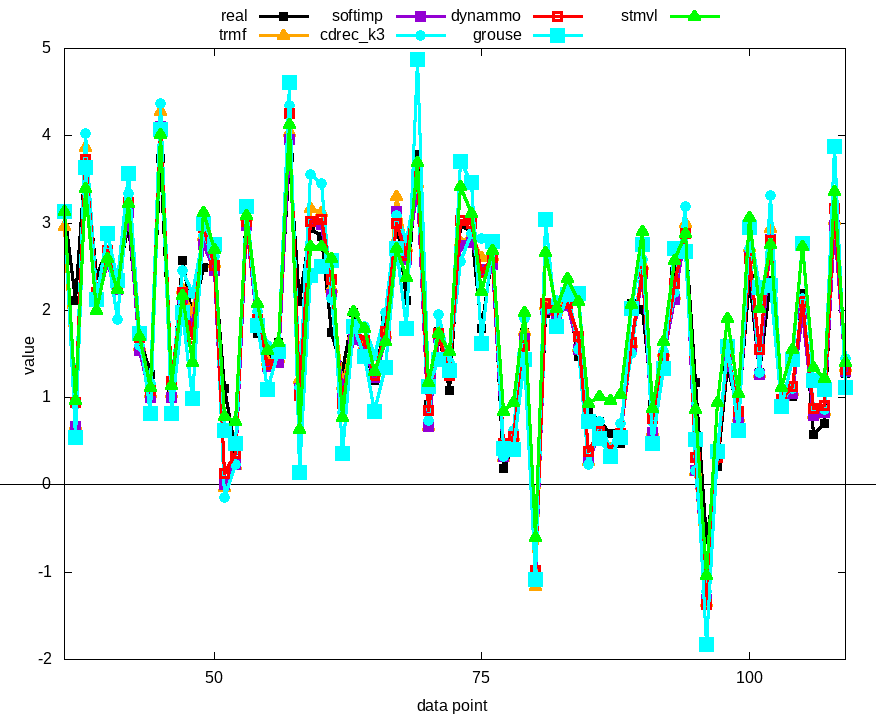 real softimp dynammo stmvl
trmf cdrec_k3 grouse
5
4
3
2
1
0
-1
-2
value
50 75 100
data point